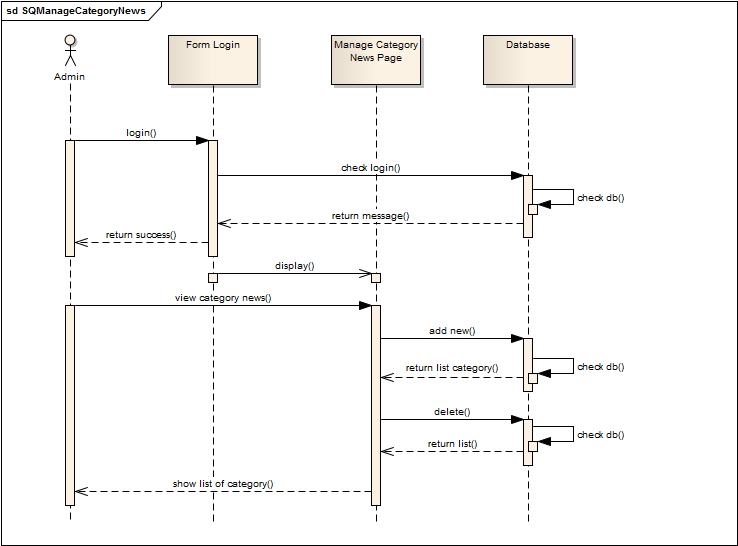 sd SQManageCategoryNews
Admin
Form Login
Manage Category
News Page
Database
login()
check login()
check db()
return message()
return success()
display()
view category news()
add new()
check db()
return list category()
delete()
check db()
return list()
show list of category()